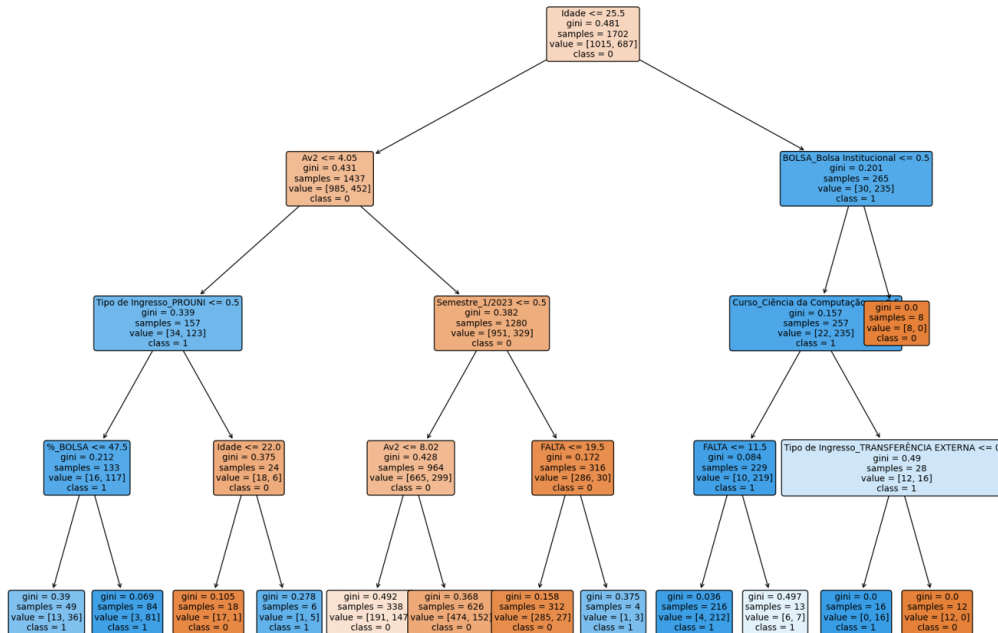 Idade <= 25.5
gini = 0.481
samples = 1702
value = [1015, 687]
class = 0
Av2 <= 4.05
gini = 0.431
samples = 1437
value = [985, 452]
class = 0
BOLSA_Bolsa Institucional <= 0.5
gini = 0.201
samples = 265
value = [30, 235]
class = 1
Tipo de Ingresso_PROUNI <= 0.5
gini = 0.339
samples = 157
value = [34, 123]
class = 1
Semestre_1/2023 <= 0.5
gini = 0.382
samples = 1280
value = [951, 329]
class = 0
Curso_Ciência da Computação
gini = 0.157
samples = 257
value = [22, 235]
class = 1
gini = 0.0
samples = 8
value = [8, 0]
class = 0
%_BOLSA <= 47.5
gini = 0.212
samples = 133
value = [16, 117]
class = 1
Idade <= 22.0
gini = 0.375
samples = 24
value = [18, 6]
class = 0
Av2 <= 8.02
gini = 0.428
samples = 964
value = [665, 299]
class = 0
FALTA <= 19.5
gini = 0.172
samples = 316
value = [286, 30]
class = 0
FALTA <= 11.5
gini = 0.084
samples = 229
value = [10, 219]
class = 1
Tipo de Ingresso_TRANSFERÊNCIA EXTERNA <=
gini = 0.49
samples = 28
value = [12, 16]
class = 1
gini = 0.39
samples = 49
value = [13, 36]
class = 1
gini = 0.069
samples = 84
value = [3, 81]
class = 1
gini = 0.105
samples = 18
value = [17, 1]
class = 0
gini = 0.278
samples = 6
value = [1, 5]
class = 1
gini = 0.492
samples = 338
value = [191, 147
class = 0
gini = 0.368
samples = 626
value = [474, 152]
class = 0
gini = 0.158
samples = 312
value = [285, 27]
class = 0
gini = 0.375
samples = 4
value = [1, 3]
class = 1
gini = 0.036
samples = 216
value = [4, 212]
class = 1
gini = 0.497
samples = 13
value = [6, 7]
class = 1
gini = 0.0
samples = 16
value = [0, 16]
class = 1
gini = 0.0
samples = 12
value = [12, 0]
class = 0